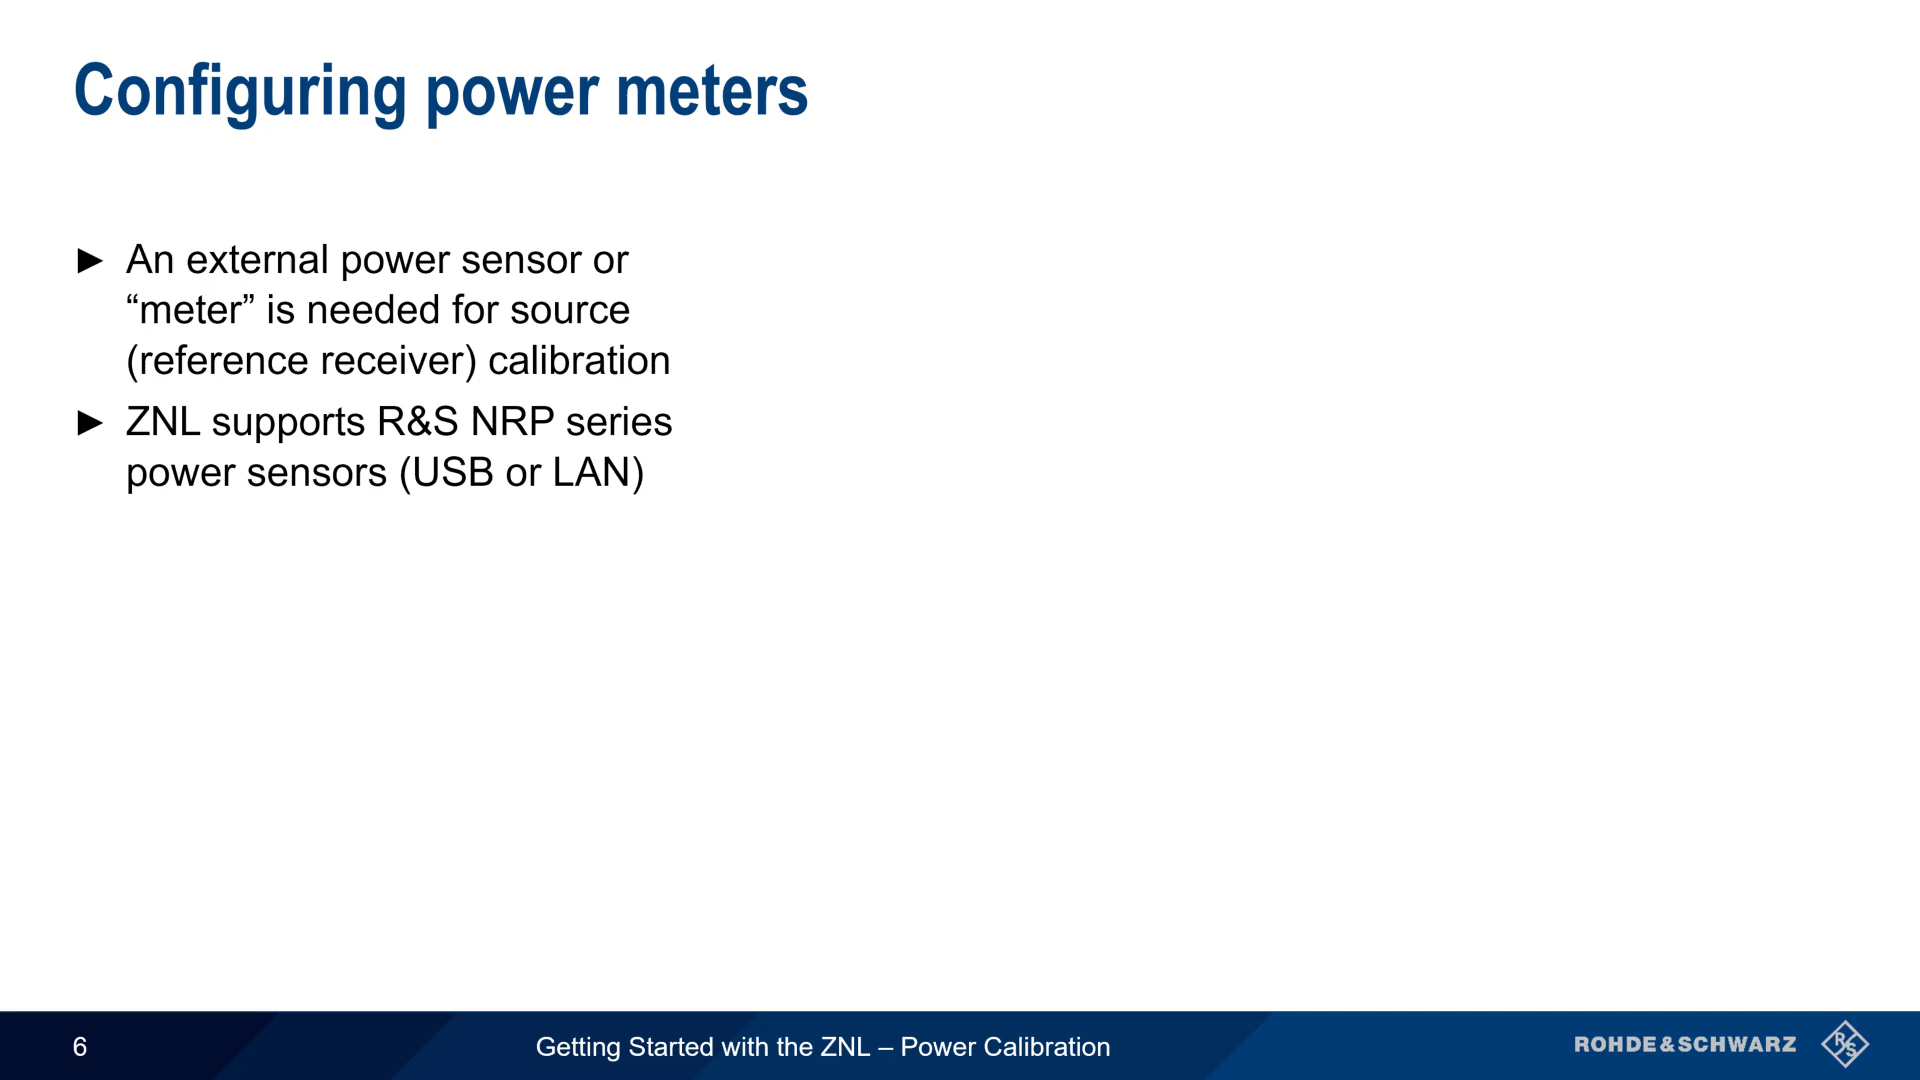 Configuring power meters
► An external power sensor or
“meter” is needed for source
(reference receiver) calibration
► ZNL supports R&S NRP series
power sensors (USB or LAN)
6
Getting Started with the ZNL – Power Calibration
ROHDE&SCHWARZ
R&S